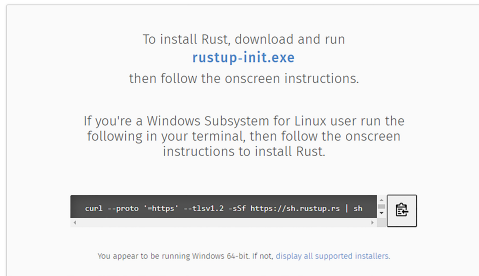 To install Rust, download and run
rustup-init.exe
then follow the onscreen instructions.
If you're a Windows Subsystem for Linux user run the
following in your terminal, then follow the onscreen
instructions to install Rust.
curl --proto '=https' --tlsv1.2 -sSf https://sh.rustup.rs | sh
You appear to be running Windows 64-bit. If not, display all supported installers.